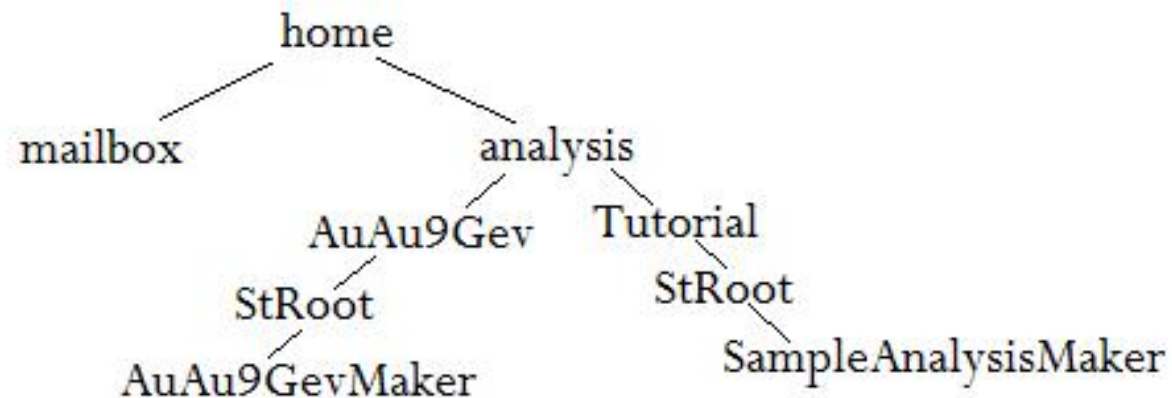 home
mailbox
analysis
AuAu9Gev
Tutorial
StRoot
StRoot
AuAu9GevMaker
SampleAnalysisMaker